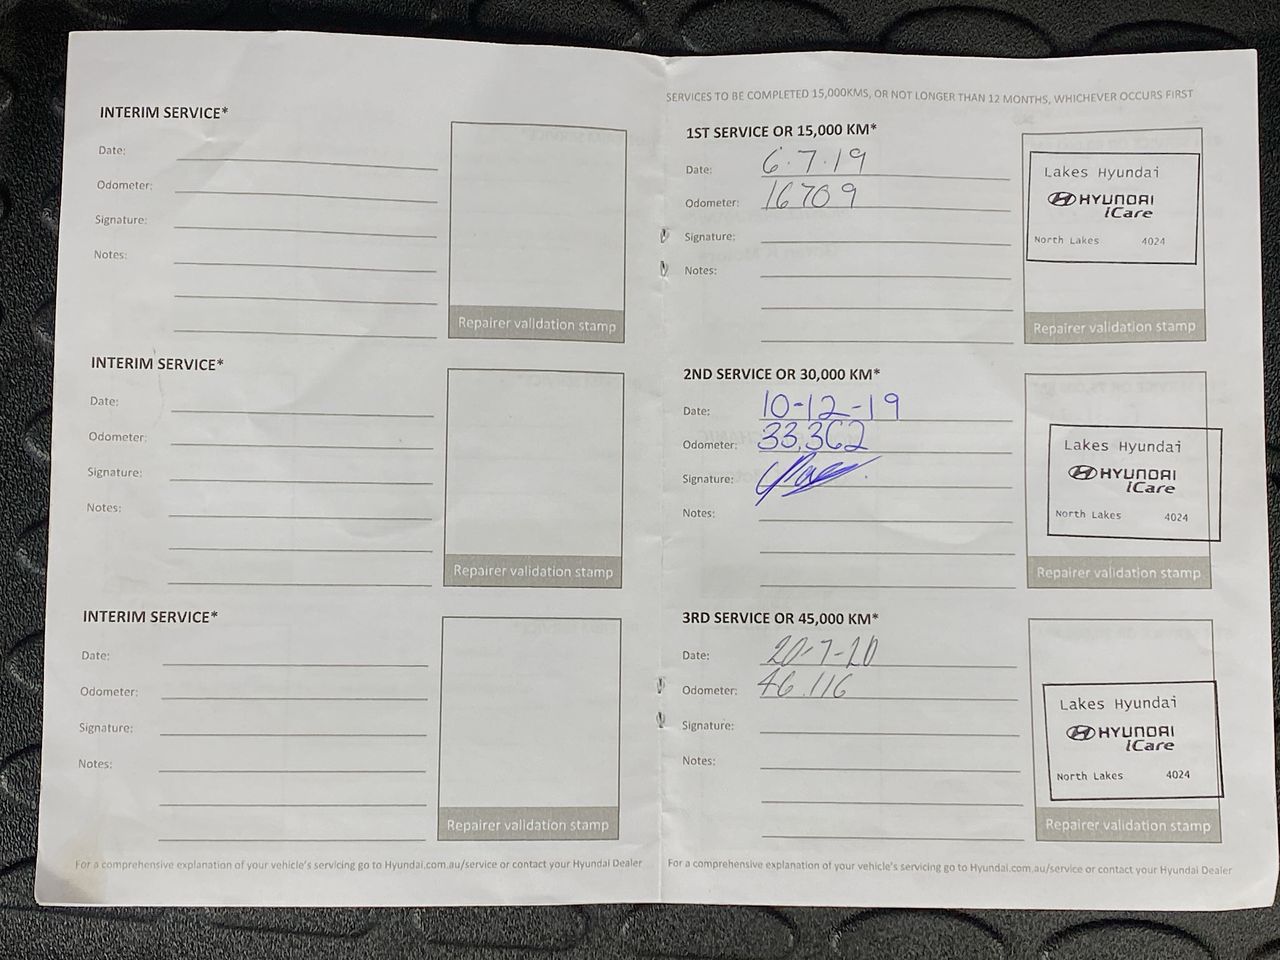 INTERIM SERVICE*
Date:
Odometer:
Signature:
Notes:
Repairer validation stamp
INTERIM SERVICE*
Date:
Odometer:
Signature:
Notes:
Repairer validation stamp
INTERIM SERVICE*
Date:
Odometer:
Signature:
Notes:
Repairer validation stamp
For a comprehensive explanation of your vehicle's servicing go to Hyundai.com.au/service or contact your Hyundai Dealer
SERVICES TO BE COMPLETED 15,000KMS, OR NOT LONGER THAN 12 MONTHS, WHICHEVER OCCURS FIRST
1ST SERVICE OR 15,000 KM*
Date: 6.7.19
Odometer: 16709
Signature:
Notes:
Lakes Hyundai
HYUNDAI
iCare
North Lakes 4024
Repairer validation stamp
2ND SERVICE OR 30,000 KM*
Date: 10-12-19
Odometer: 33,362
Signature:
Notes:
Lakes Hyundai
HYUNDAI
iCare
North Lakes 4024
Repairer validation stamp
3RD SERVICE OR 45,000 KM*
Date: 20-7-20
Odometer: 46.116
Signature:
Notes:
Lakes Hyundai
HYUNDAI
iCare
North Lakes 4024
Repairer validation stamp
For a comprehensive explanation of your vehicle's servicing go to Hyundai.com.au/service or contact your Hyundai Dealer